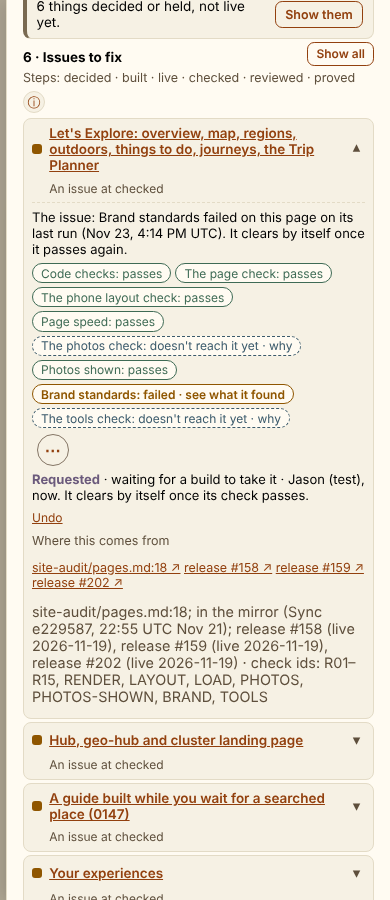 6 things decided or held, not live
yet.
Show them
6 · Issues to fix
Show all
Steps: decided · built · live · checked · reviewed · proved
ⓘ
Let's Explore: overview, map, regions,
outdoors, things to do, journeys, the Trip
Planner
▲
An issue at checked
The issue: Brand standards failed on this page on its
last run (Nov 23, 4:14 PM UTC). It clears by itself once
it passes again.
Code checks: passes
The page check: passes
The phone layout check: passes
Page speed: passes
The photos check: doesn't reach it yet · why
Photos shown: passes
Brand standards: failed · see what it found
The tools check: doesn't reach it yet · why
⋯
Requested · waiting for a build to take it · Jason (test),
now. It clears by itself once its check passes.
Undo
Where this comes from
site-audit/pages.md:18 ↗ release #158 ↗ release #159 ↗
release #202 ↗
site-audit/pages.md:18; in the mirror (Sync
e229587, 22:55 UTC Nov 21); release #158 (live
2026-11-19), release #159 (live 2026-11-19),
release #202 (live 2026-11-19) · check ids: R01–
R15, RENDER, LAYOUT, LOAD, PHOTOS,
PHOTOS-SHOWN, BRAND, TOOLS
Hub, geo-hub and cluster landing page
▼
An issue at checked
A guide built while you wait for a searched
place (0147)
▼
An issue at checked
Your experiences
▼
An issue at checked